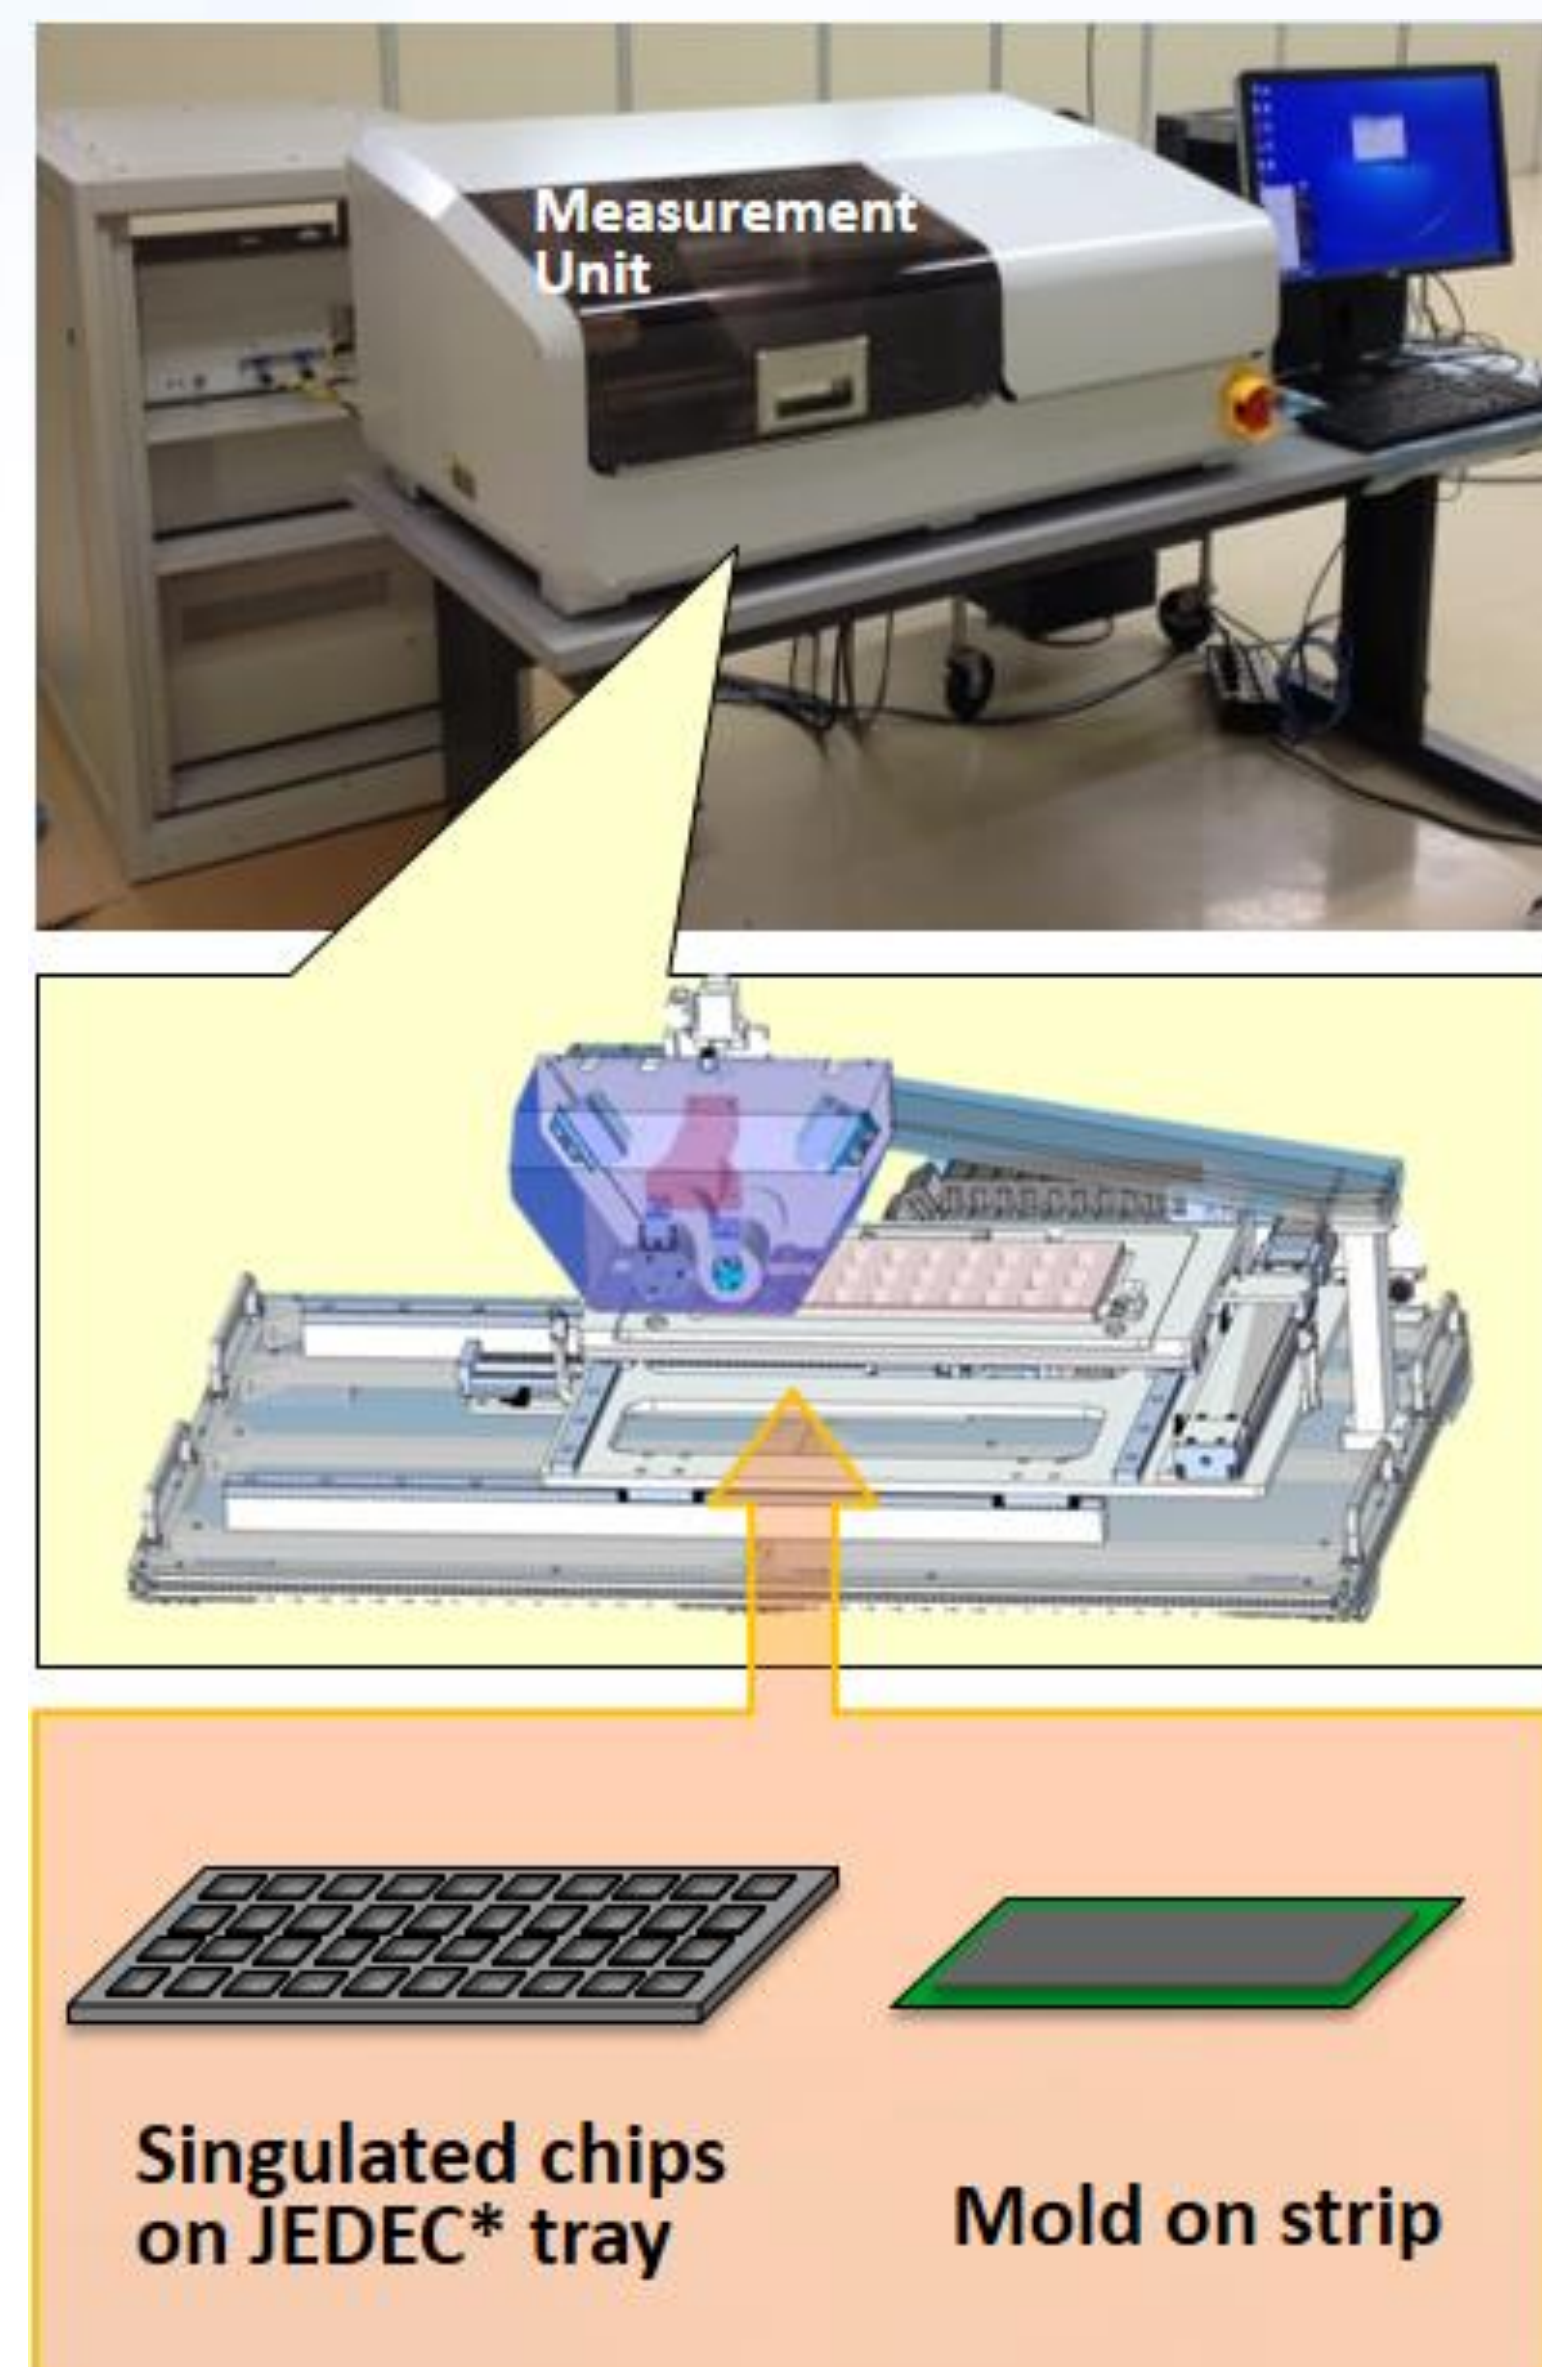 Measurement
Unit
Singulated chips
on JEDEC* tray
Mold on strip